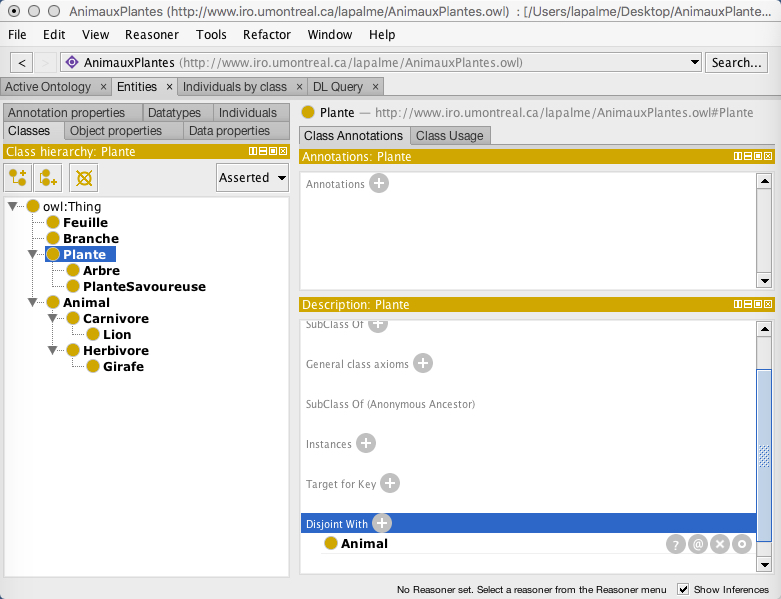 AnimauxPlantes (http://www.iro.umontreal.ca/lapalme/AnimauxPlantes.owl)  : [/Users/lapalme/Desktop/AnimauxPlante...
File Edit View Reasoner Tools Refactor Window Help
< > AnimauxPlantes (http://www.iro.umontreal.ca/lapalme/AnimauxPlantes.owl) Search...
Active Ontology × Entities × Individuals by class × DL Query ×
Annotation properties Datatypes Individuals
Classes Object properties Data properties
Class hierarchy: Plante
Asserted
owl:Thing
Feuille
Branche
Plante
Arbre
PlanteSavoureuse
Animal
Carnivore
Lion
Herbivore
Girafe
Plante — http://www.iro.umontreal.ca/lapalme/AnimauxPlantes.owl#Plante
Class Annotations Class Usage
Annotations: Plante
Annotations +
Description: Plante
SubClass Of +
General class axioms +
SubClass Of (Anonymous Ancestor)
Instances +
Target for Key +
Disjoint With +
Animal ? @ × o
No Reasoner set. Select a reasoner from the Reasoner menu Show Inferences